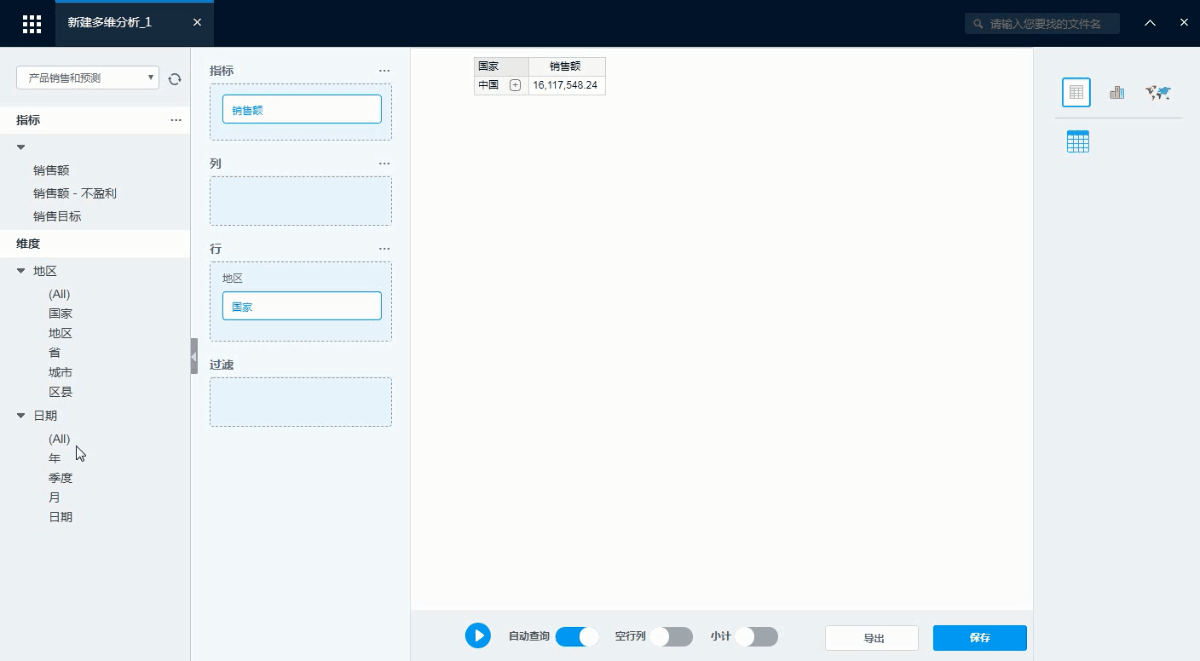 新建多维分析_1
请输入您要找的文件名
产品销售和预测
指标
销售额
销售额 - 不盈利
销售目标
维度
地区
(All)
国家
地区
省
城市
区县
日期
(All)
年
季度
月
日期
指标
销售额
列
行
地区
国家
过滤
国家 销售额
中国 16,117,548.24
自动查询
空行列
小计
导出
保存